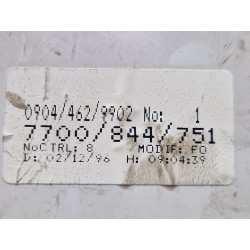 0904/462/9902 No: 1
7700/844/751
NoCTRL: 8 MODIF: FO
D: 02/12/96 H: 09:04:39